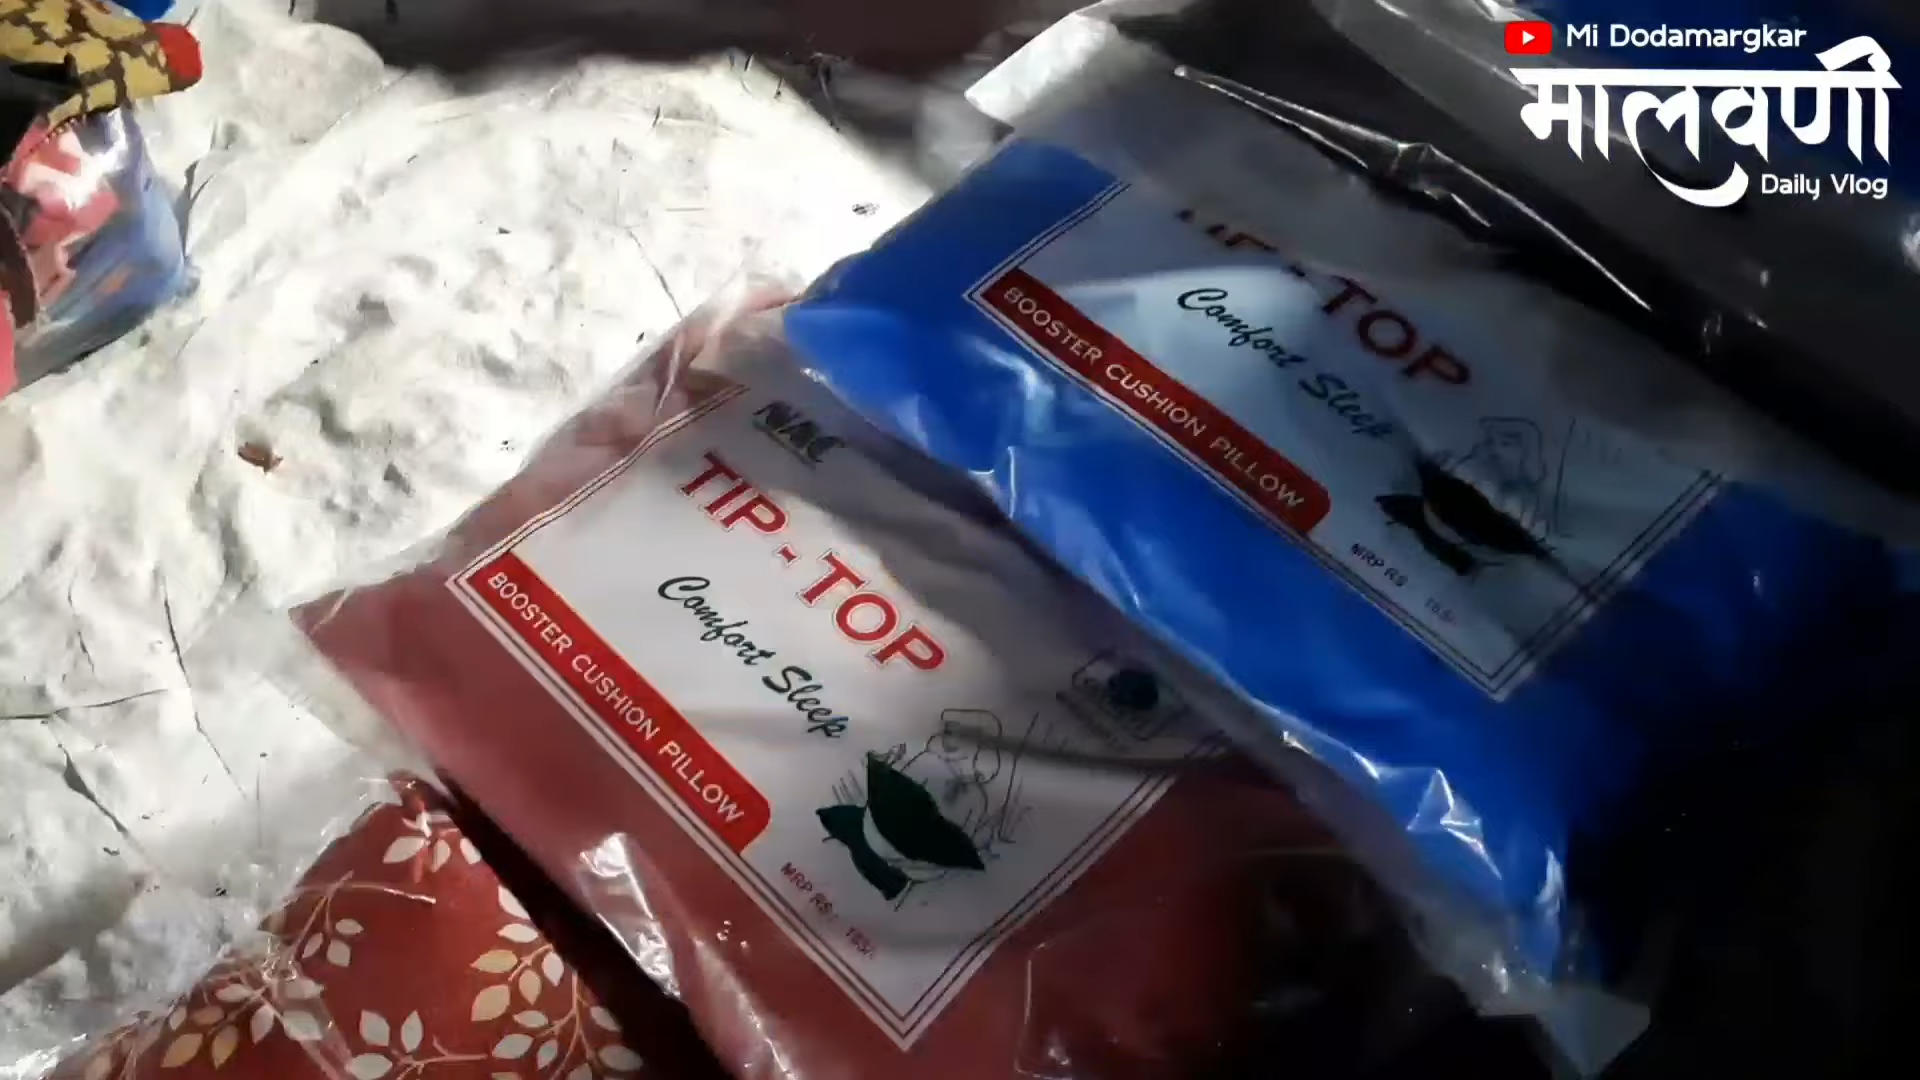 Mi Dodamargkar
मालवणी
Daily Vlog
TOP
Comfort Sleep
BOOSTER CUSHION PILLOW
MRP RS
TIP-TOP
Comfort Sleep
BOOSTER CUSHION PILLOW
MRP RS